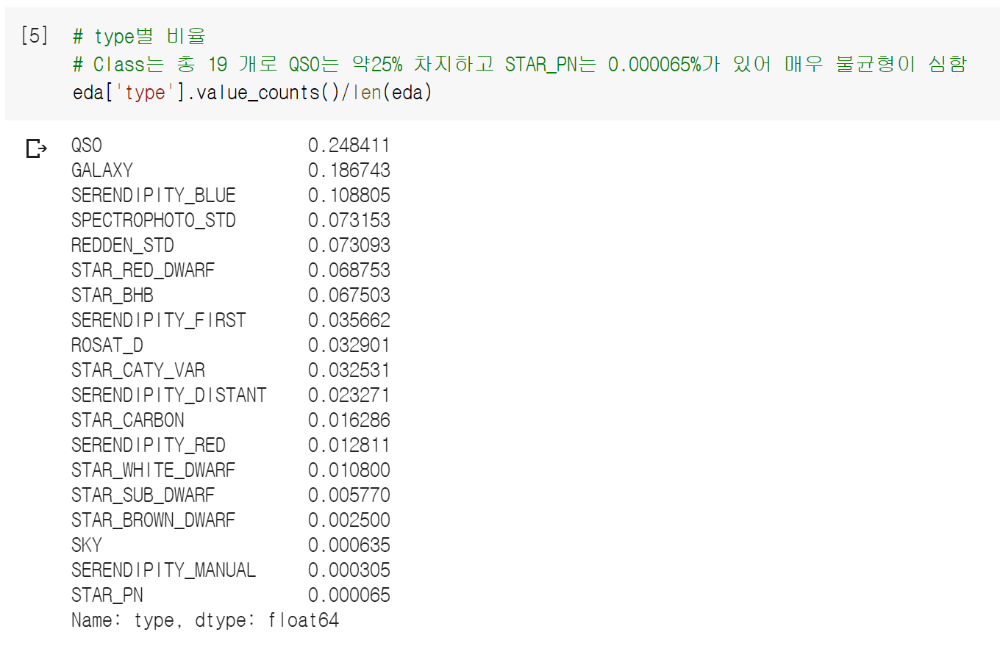 [5] # type별 비율
# Class는 총 19 개로 QSO는 약25% 차지하고 STAR_PN는 0.000065%가 있어 매우 불균형이 심함
eda['type'].value_counts()/len(eda)
QSO 0.248411
GALAXY 0.186743
SERENDIPITY_BLUE 0.108805
SPECTROPHOTO_STD 0.073153
REDDEN_STD 0.073093
STAR_RED_DWARF 0.068753
STAR_BHB 0.067503
SERENDIPITY_FIRST 0.035662
ROSAT_D 0.032901
STAR_CATY_VAR 0.032531
SERENDIPITY_DISTANT 0.023271
STAR_CARBON 0.016286
SERENDIPITY_RED 0.012811
STAR_WHITE_DWARF 0.010800
STAR_SUB_DWARF 0.005770
STAR_BROWN_DWARF 0.002500
SKY 0.000635
SERENDIPITY_MANUAL 0.000305
STAR_PN 0.000065
Name: type, dtype: float64